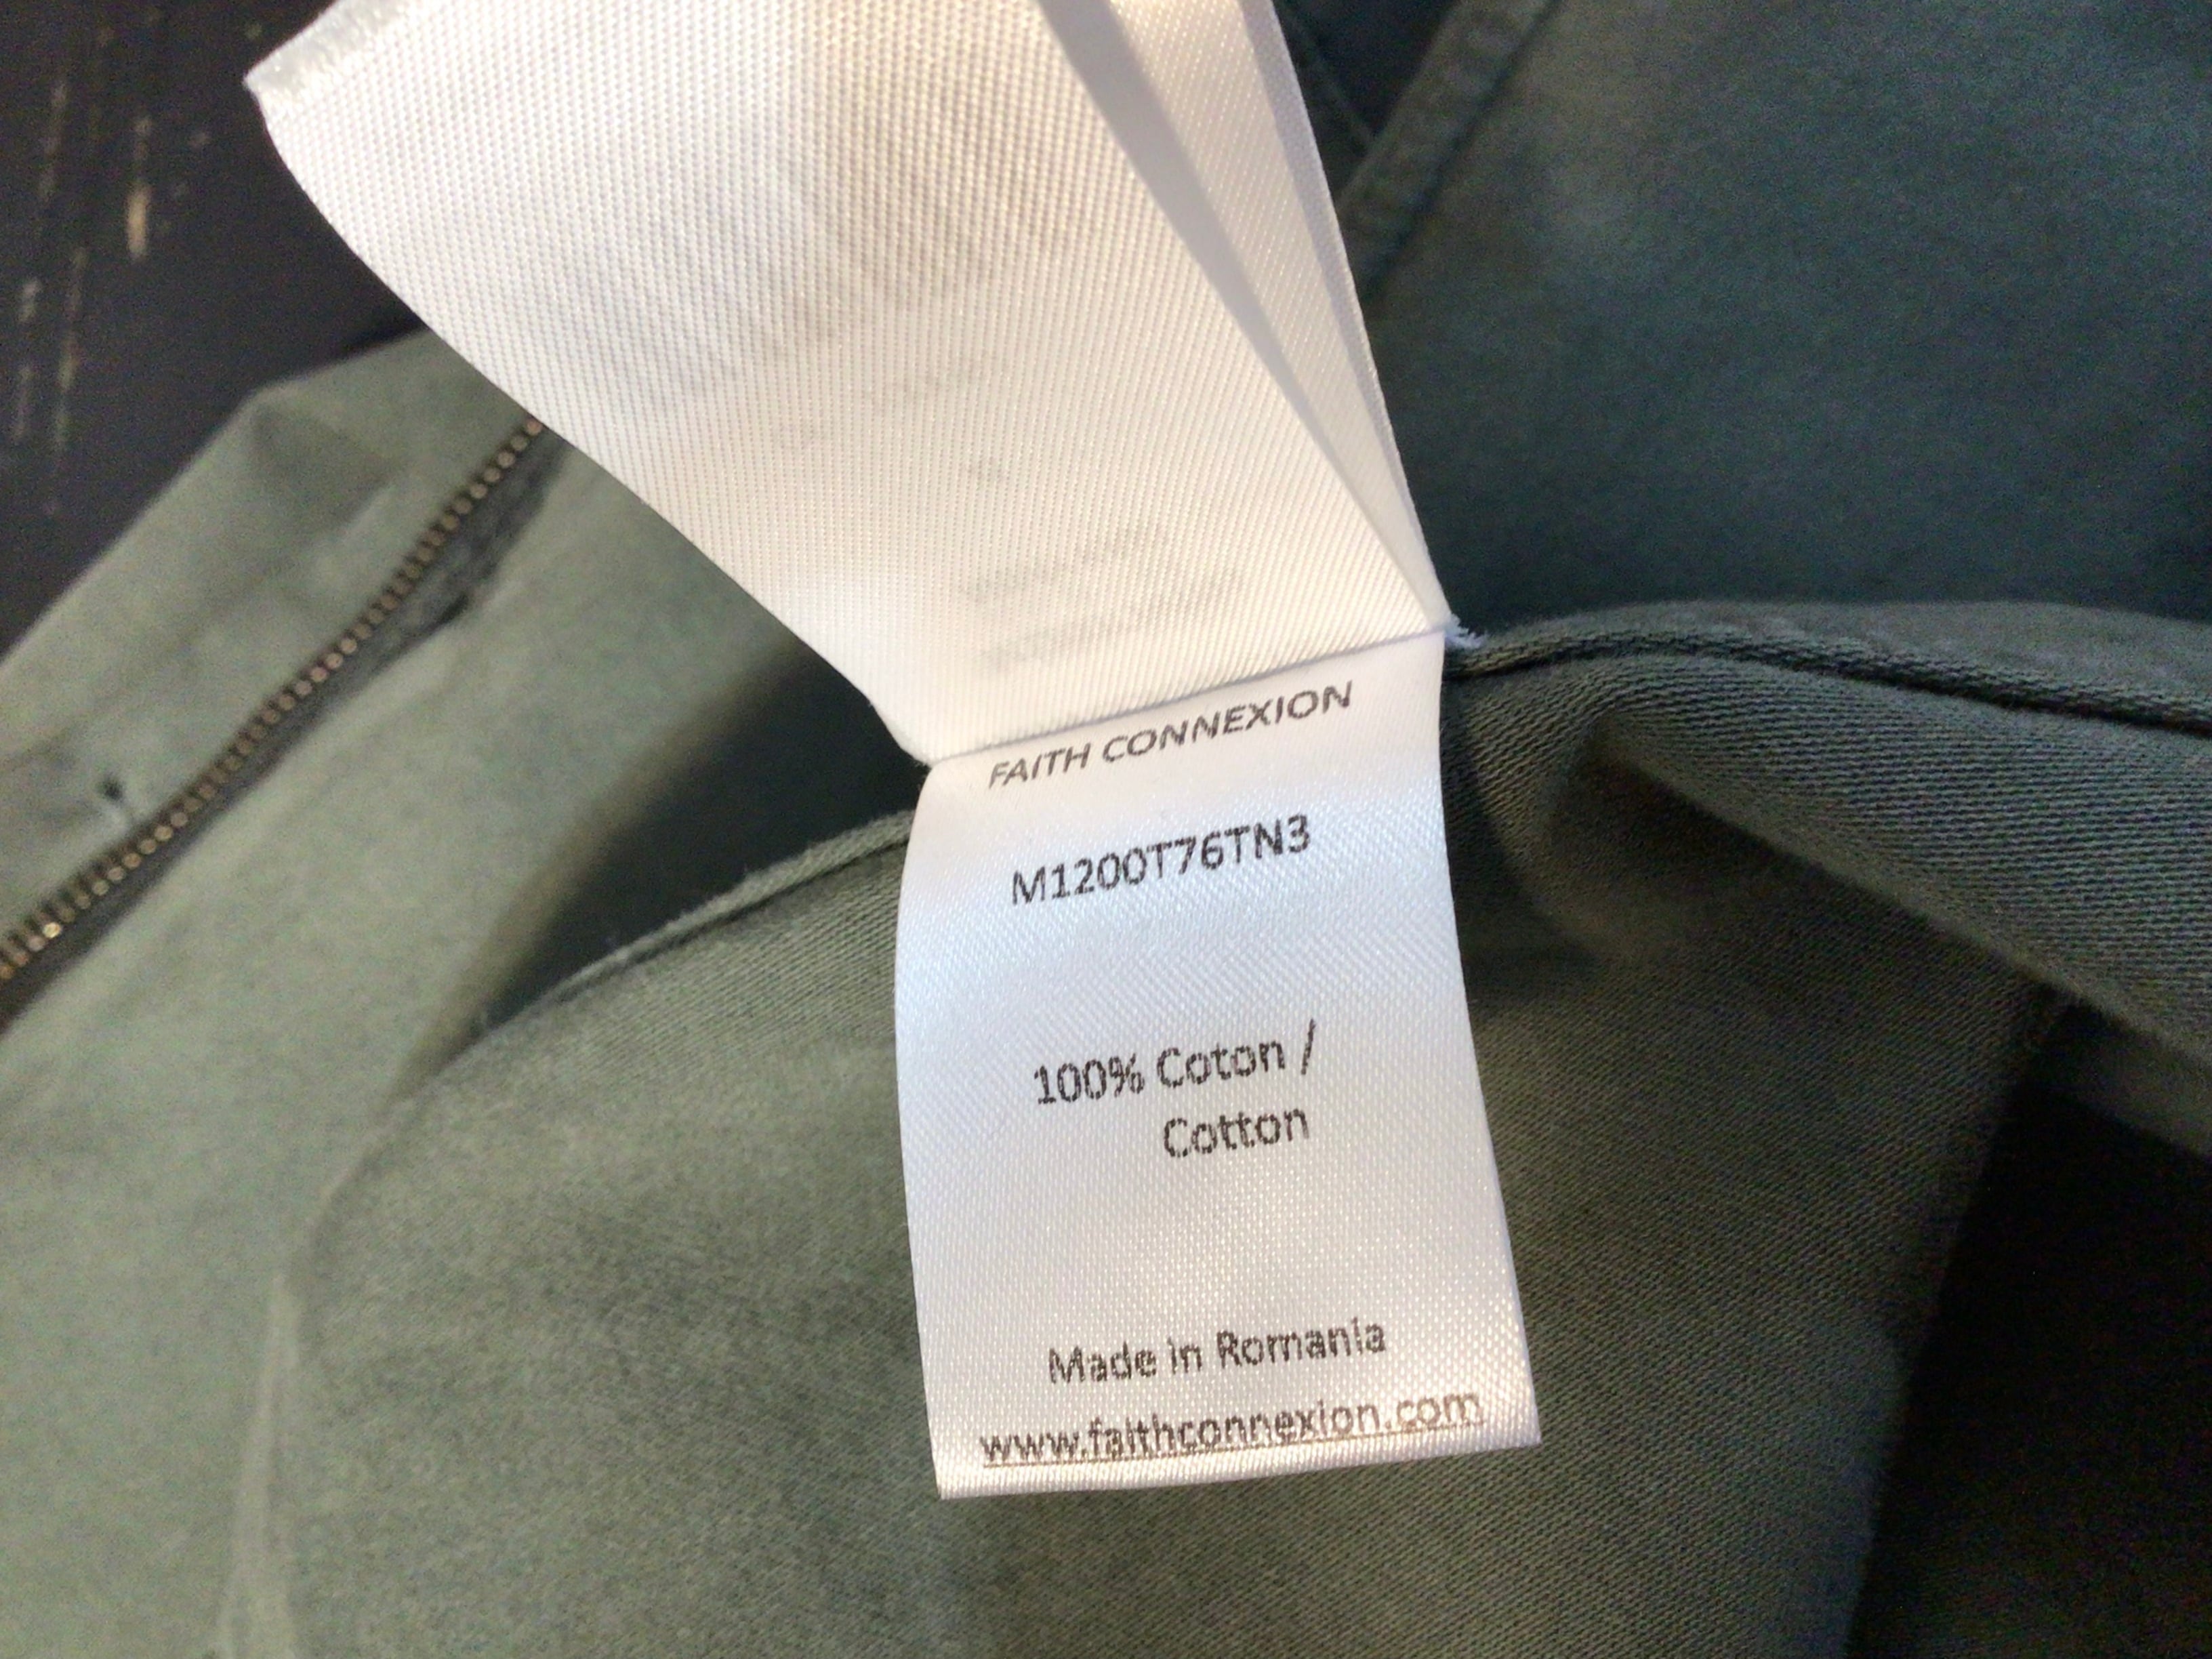 FAITH CONNEXION
M1200T76TN3
100% Coton /
Cotton
Made in Romania
www.faithconnexion.com